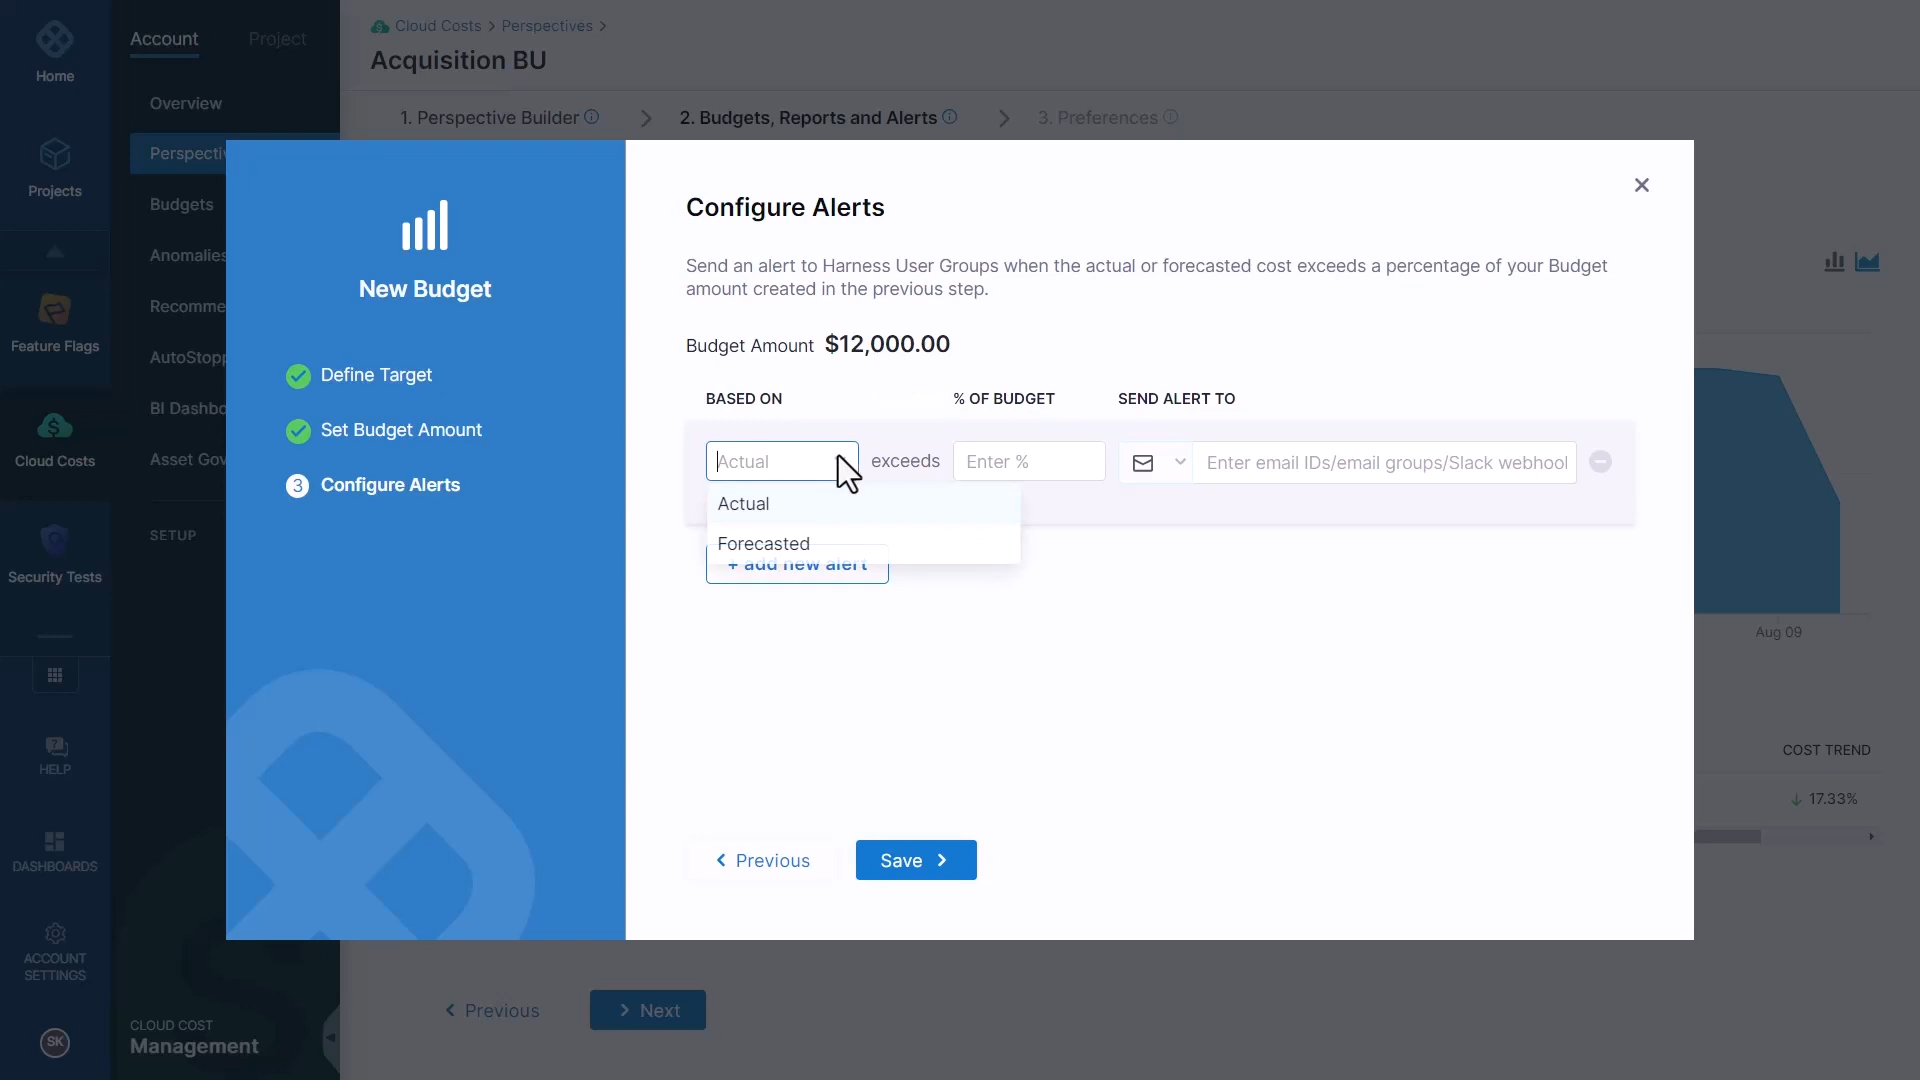 Home
Projects
Feature Flags
Cloud Costs
Security Tests
HELP
DASHBOARDS
ACCOUNT
SETTINGS
SK
Account
Project
Overview
Perspectiv
Budgets
Anomalies
Recomme
AutoStopp
BI Dashbo
Asset Gov
SETUP
CLOUD COST
Management
Cloud Costs > Perspectives >
Acquisition BU
1. Perspective Builder
2. Budgets, Reports and Alerts
3. Preferences
New Budget
Define Target
Set Budget Amount
3 Configure Alerts
Configure Alerts
Send an alert to Harness User Groups when the actual or forecasted cost exceeds a percentage of your Budget
amount created in the previous step.
Budget Amount $12,000.00
BASED ON
% OF BUDGET
SEND ALERT TO
Actual
exceeds
Enter %
Enter email IDs/email groups/Slack webhool
Actual
Forecasted
+ add new alert
Previous
Save
Aug 09
COST TREND
17.33%
Previous
Next